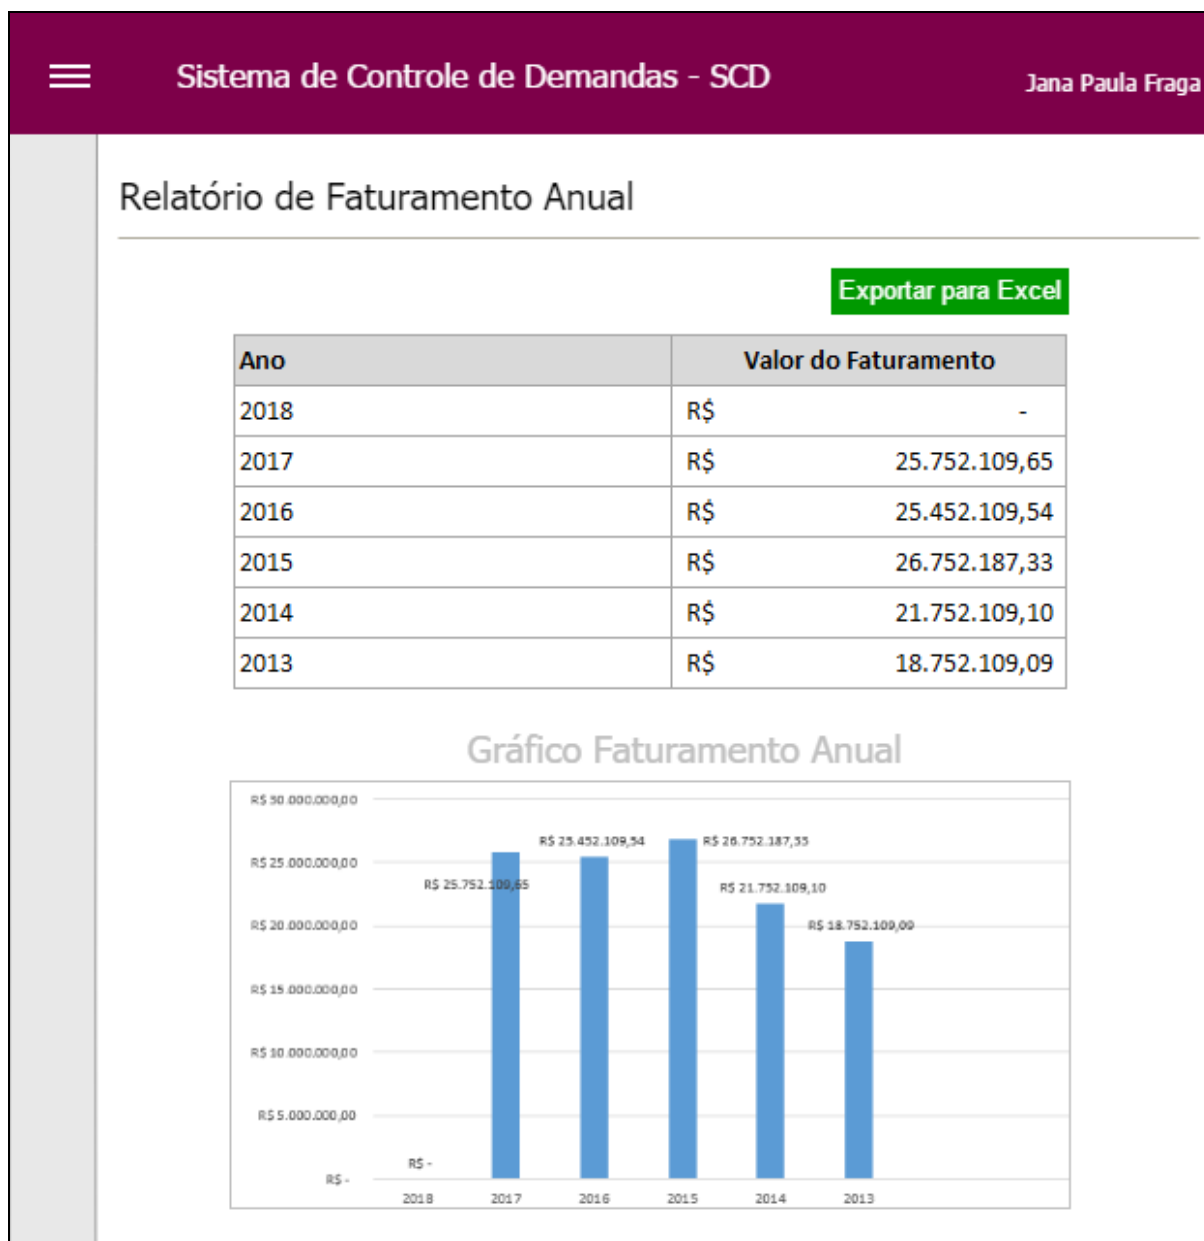 Sistema de Controle de Demandas - SCD
Jana Paula Fraga
Relatório de Faturamento Anual
Exportar para Excel
Ano Valor do Faturamento
2018 R$ -
2017 R$ 25.752.109,65
2016 R$ 25.452.109,54
2015 R$ 26.752.187,33
2014 R$ 21.752.109,10
2013 R$ 18.752.109,09
Gráfico Faturamento Anual
R$ 30.000.000,00
R$ 25.452.109,54
R$ 26.752.187,33
R$ 25.000.000,00
R$ 25.752.109,65
R$ 21.752.109,10
R$ 20.000.000,00
R$ 18.752.109,09
R$ 15.000.000,00
R$ 10.000.000,00
R$ 5.000.000,00
R$ -
R$ -
2018 2017 2016 2015 2014 2013